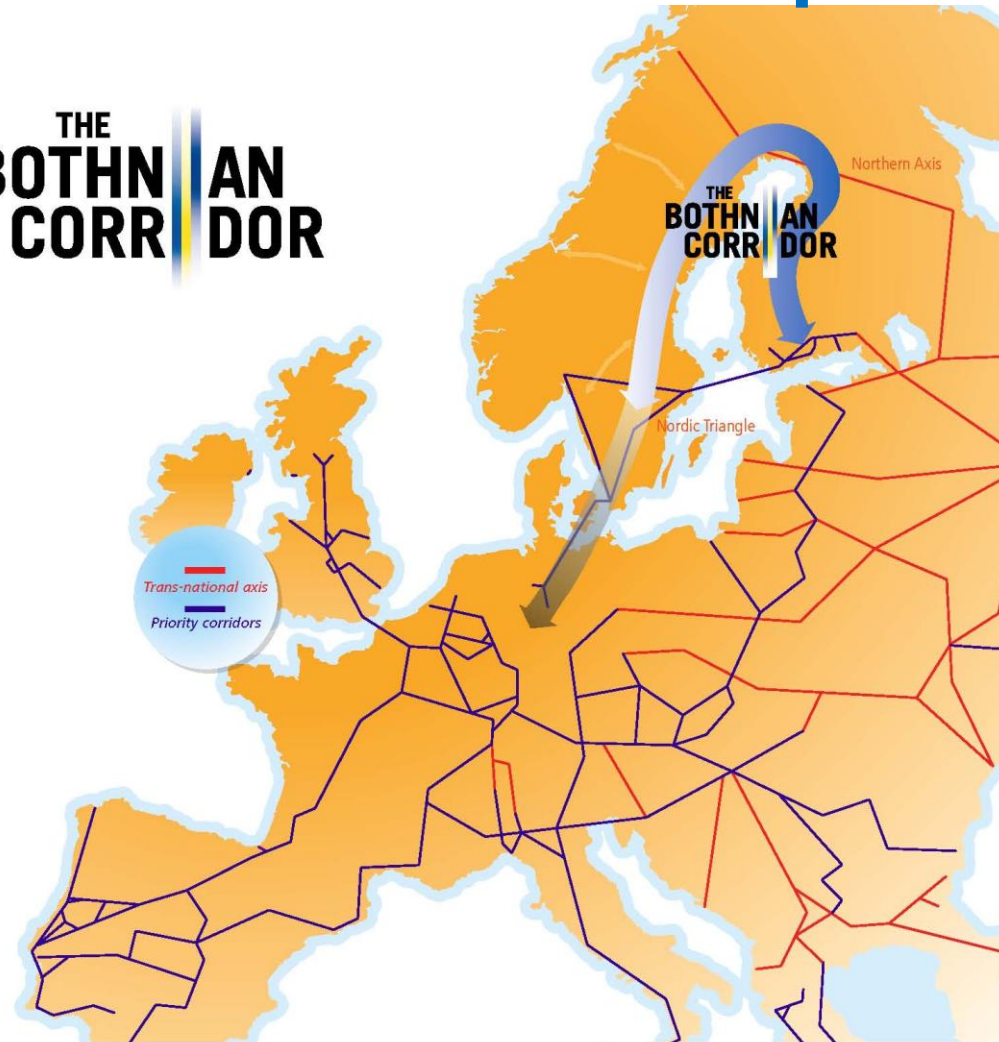 THE
BOTHNIAN
CORRIDOR
Northern Axis
THE
BOTHNIAN
CORRIDOR
Nordic Triangle
Trans-national axis
Priority corridors